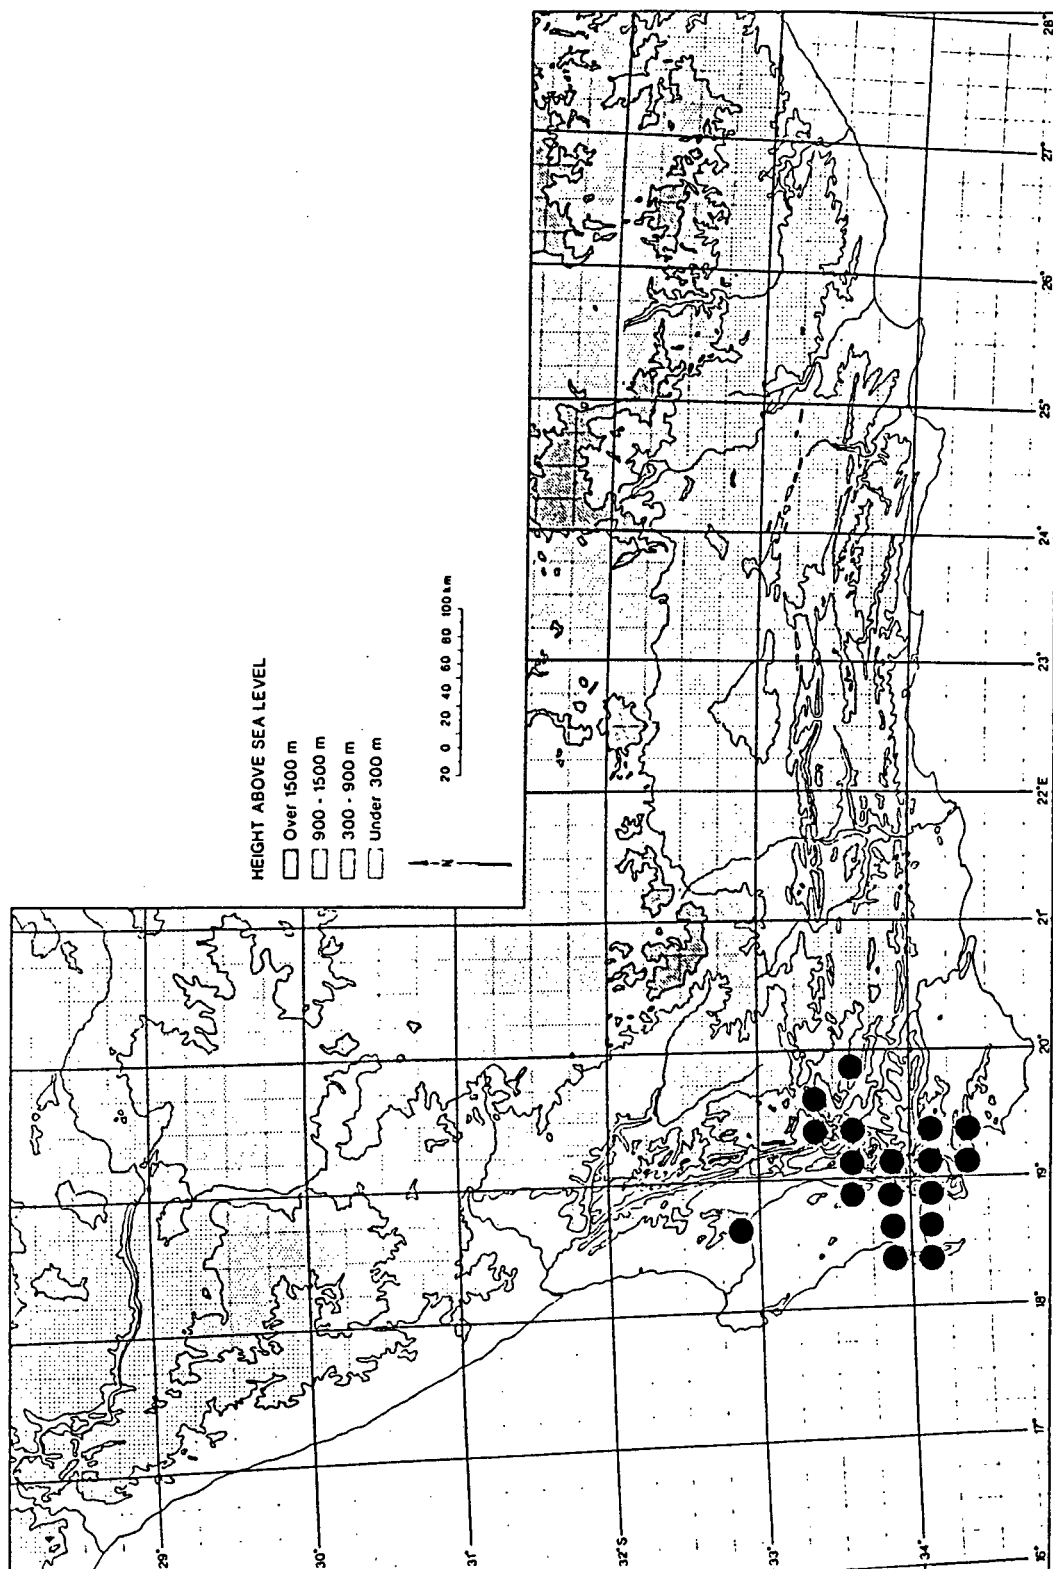 HEIGHT ABOVE SEA LEVEL
Over 1500 m
900 - 1500 m
300 - 900 m
Under 300 m
20 0 20 40 60 80 100 km
N
29°
30°
31°
32°S
33°
34°
16°
17°
18°
19°
20°
21°
22°E
23°
24°
25°
26°
27°
28°